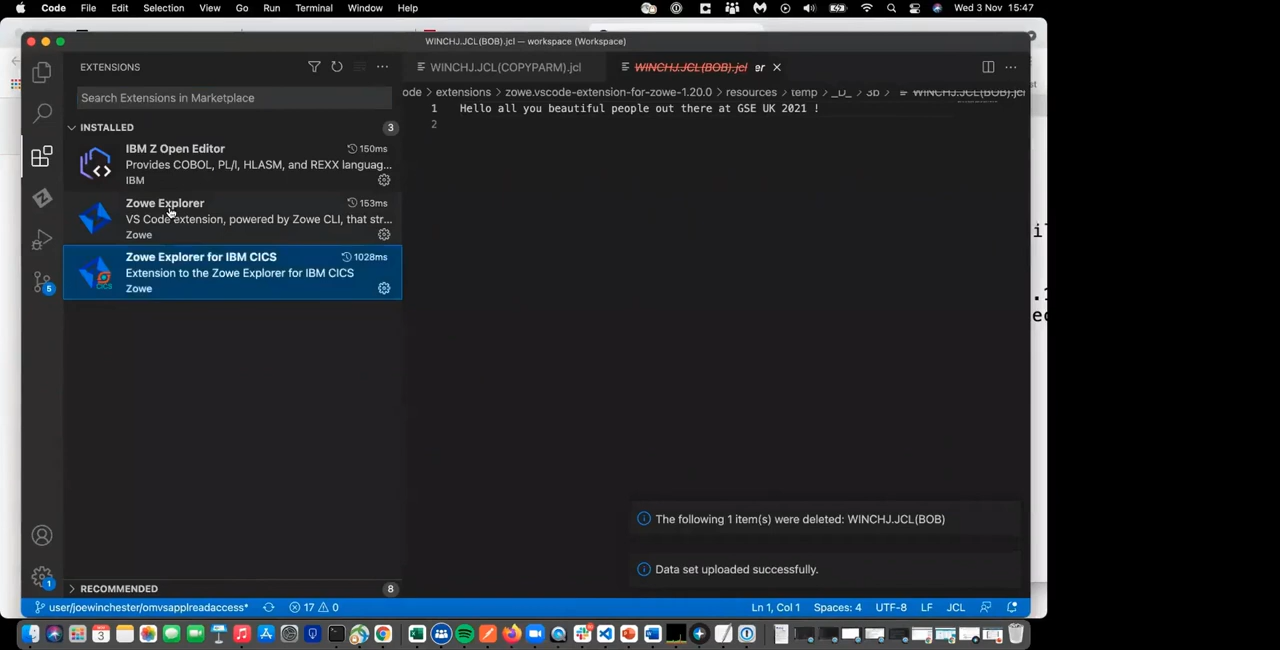 Code File Edit Selection View Go Run Terminal Window Help
Wed 3 Nov 15:47
WINCHJ.JCL(BOB).jcl — workspace (Workspace)
EXTENSIONS
Search Extensions in Marketplace
INSTALLED 3
IBM Z Open Editor 150ms
Provides COBOL, PL/I, HLASM, and REXX languag...
IBM
Zowe Explorer 153ms
VS Code extension, powered by Zowe CLI, that str...
Zowe
Zowe Explorer for IBM CICS 1028ms
Extension to the Zowe Explorer for IBM CICS
Zowe
CICS
RECOMMENDED 8
5
1
WINCHJ.JCL(COPYPARM).jcl WINCHJ.JCL(BOB).jcl er
ode > extensions > zowe.vscode-extension-for-zowe-1.20.0 > resources > temp > _D_ > 3b > WINCHJ.JCL(BOB).jcl
1 Hello all you beautiful people out there at GSE UK 2021 !
2
The following 1 item(s) were deleted: WINCHJ.JCL(BOB)
Data set uploaded successfully.
user/joewinchester/omvsapplreadaccess* 17 0 Ln 1, Col 1 Spaces: 4 UTF-8 LF JCL
3